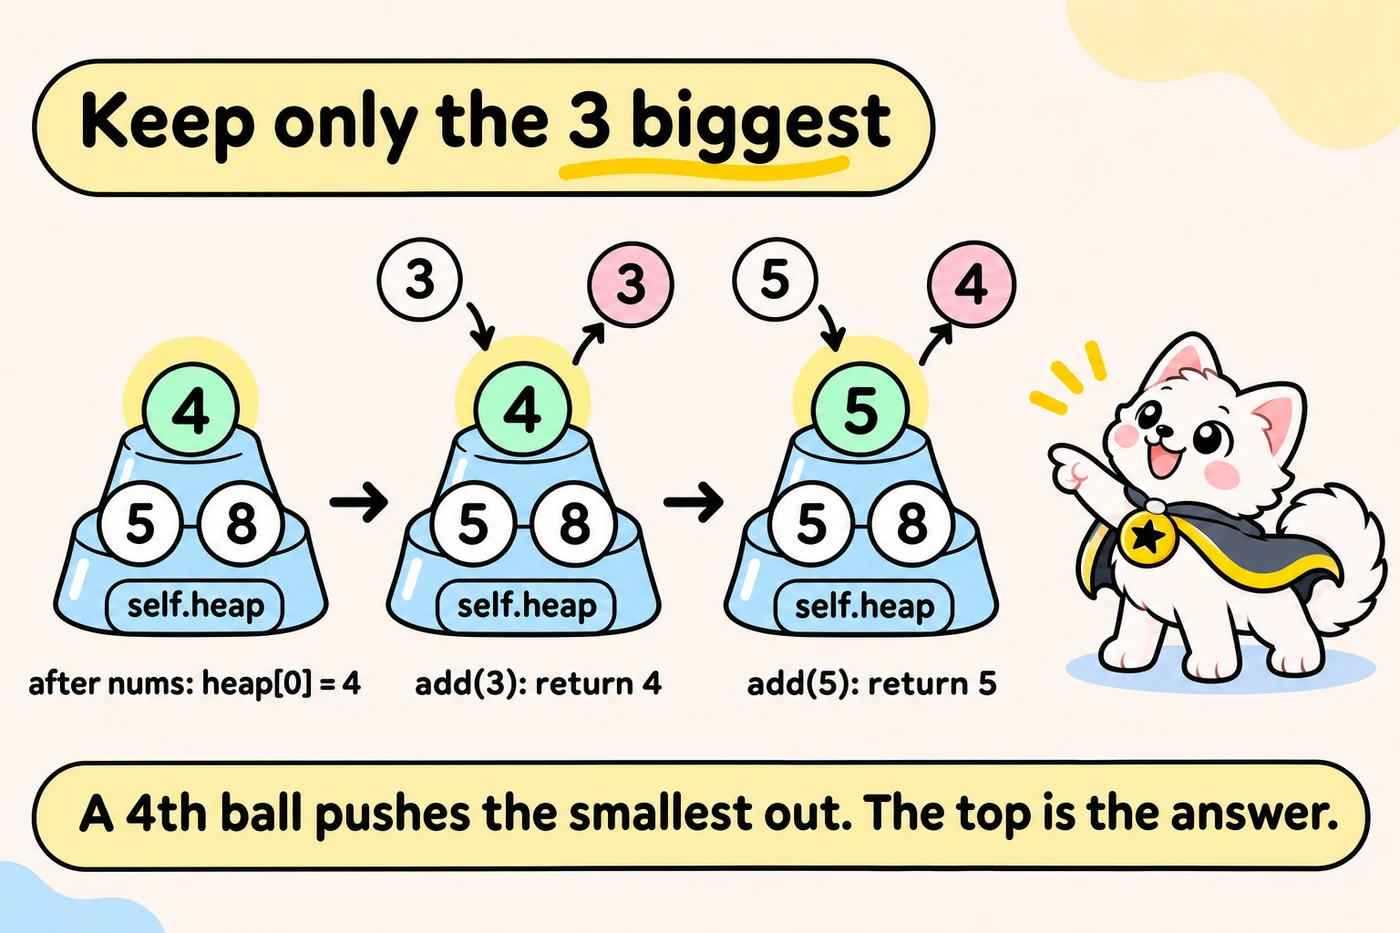 Keep only the 3 biggest
3
3
5
4
4
4
5
5 8
5 8
5 8
self.heap
self.heap
self.heap
after nums: heap[0] = 4
add(3): return 4
add(5): return 5
A 4th ball pushes the smallest out. The top is the answer.